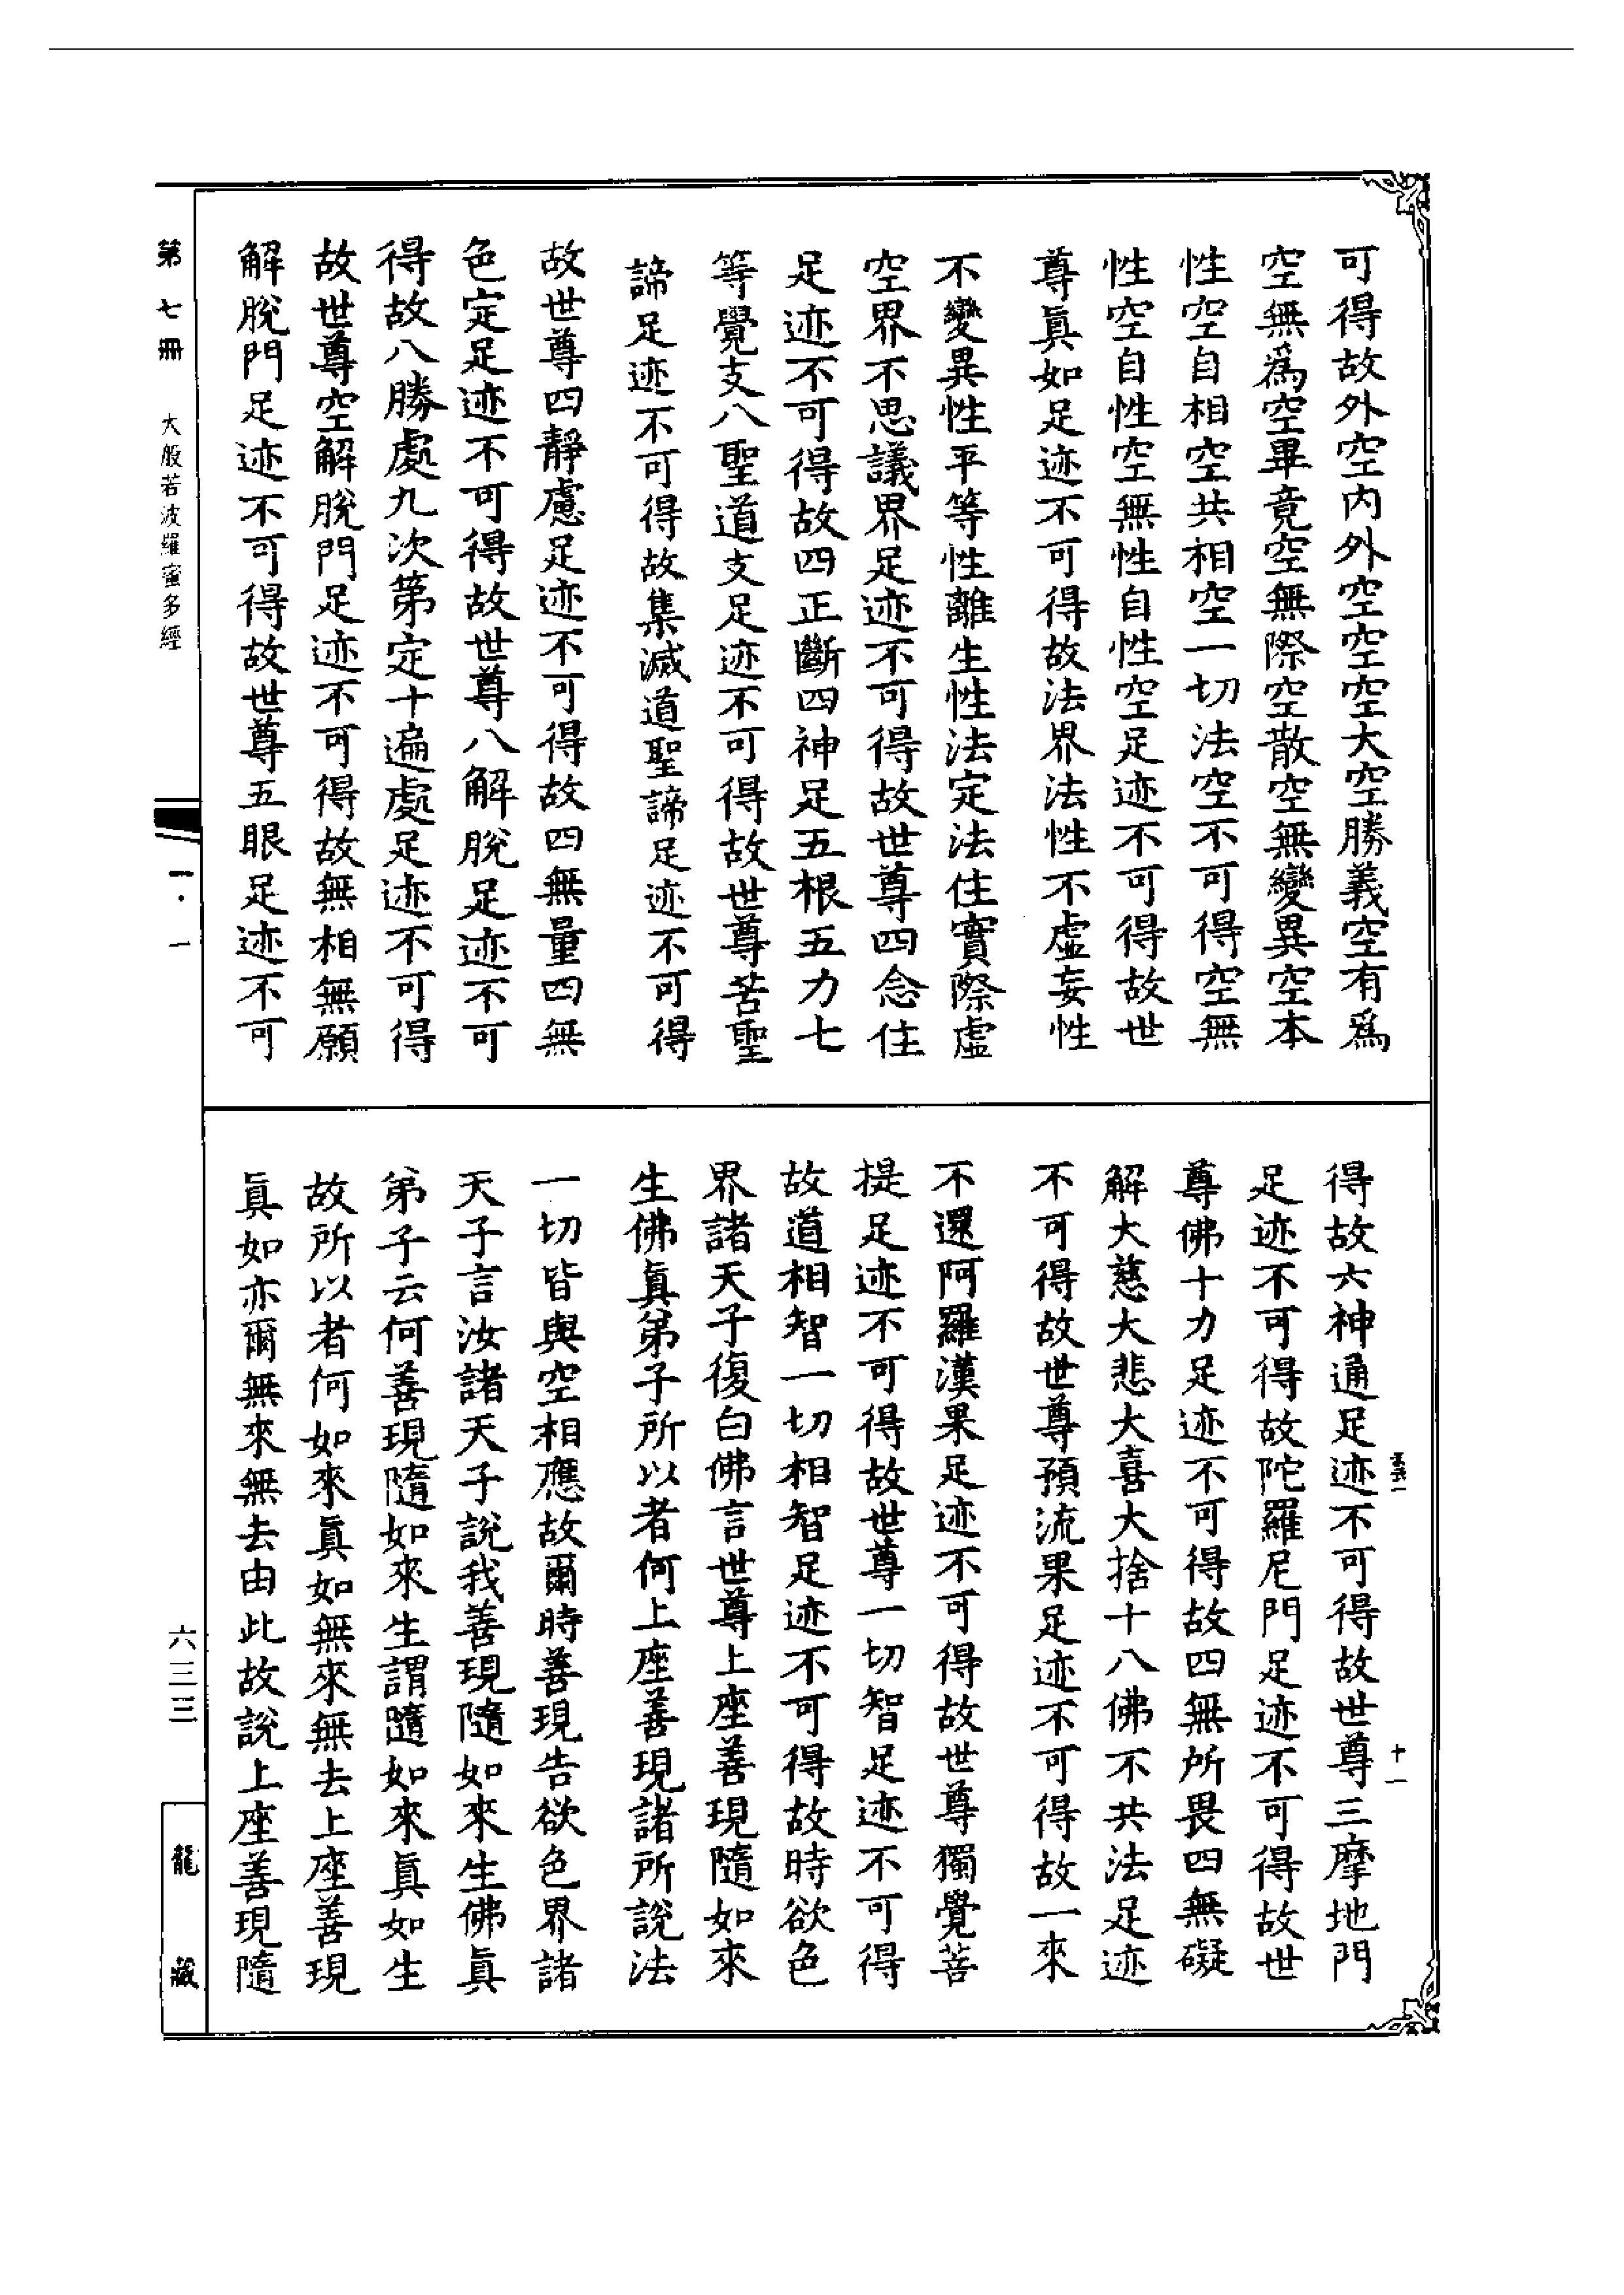 可得故外空內外空空空大空勝義空有爲
空無爲空畢竟空無際空散空無變異空本
性空自相空共相空一切法空不可得空無
性空自性空無性自性空足迹不可得故世
尊眞如足迹不可得故法界法性不虛妄性
不變異性平等性離生性法定法住實際虛
空界不思議界足迹不可得故世尊四念住
足迹不可得故四正斷四神足五根五力七
等覺支八聖道支足迹不可得故世尊苦聖
諦足迹不可得故集滅道聖諦足迹不可得
故世尊四靜慮足迹不可得故四無量四無
色定足迹不可得故世尊八解脫足迹不可
得故八勝處九次第定十遍處足迹不可得
故世尊空解脫門足迹不可得故無相無願
解脫門足迹不可得故世尊五眼足迹不可
得故六神通足迹不可得故世尊三摩地門
足迹不可得故陀羅尼門足迹不可得故世
尊佛十力足迹不可得故四無所畏四無礙
解大慈大悲大喜大捨十八佛不共法足迹
不可得故世尊預流果足迹不可得故一來
不還阿羅漢果足迹不可得故世尊獨覺菩
提足迹不可得故世尊一切智足迹不可得
故道相智一切相智足迹不可得故時欲色
界諸天子復白佛言世尊上座善現隨如來
生佛眞弟子所以者何上座善現諸所說法
一切皆與空相應故爾時善現告欲色界諸
天子言汝諸天子說我善現隨如來生佛眞
弟子云何善現隨如來生謂隨如來眞如生
故所以者何如來眞如無來無去上座善現
眞如亦爾無來無去由此故說上座善現隨
十一
第七冊 大般若波羅蜜多經
一·一
六三三
龍藏